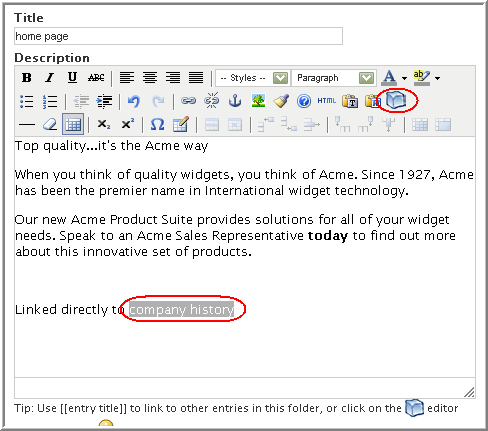 Title
home page
Description
B I U ABC -- Styles -- Paragraph A ab
HTML T W
x₂ x² Ω
Top quality...it's the Acme way
When you think of quality widgets, you think of Acme. Since 1927, Acme
has been the premier name in International widget technology.
Our new Acme Product Suite provides solutions for all of your widget
needs. Speak to an Acme Sales Representative today to find out more
about this innovative set of products.
Linked directly to company history
Tip: Use [[entry title]] to link to other entries in this folder, or click on the editor